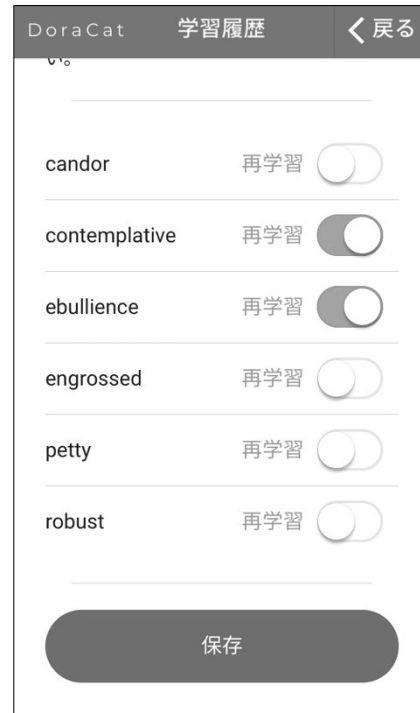 DoraCat 学習履歴 戻る
い。
candor 再学習
contemplative 再学習
ebullience 再学習
engrossed 再学習
petty 再学習
robust 再学習
保存